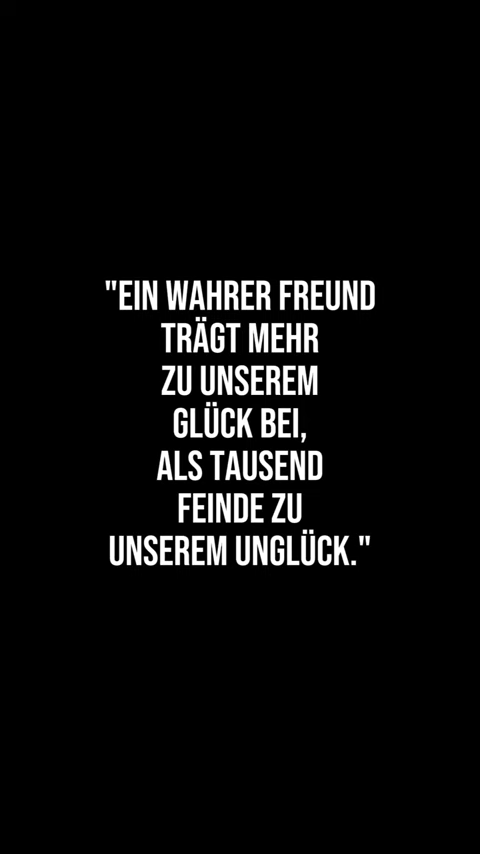 "EIN WAHRER FREUND
TRÄGT MEHR
ZU UNSEREM
GLÜCK BEI,
ALS TAUSEND
FEINDE ZU
UNSEREM UNGLÜCK."